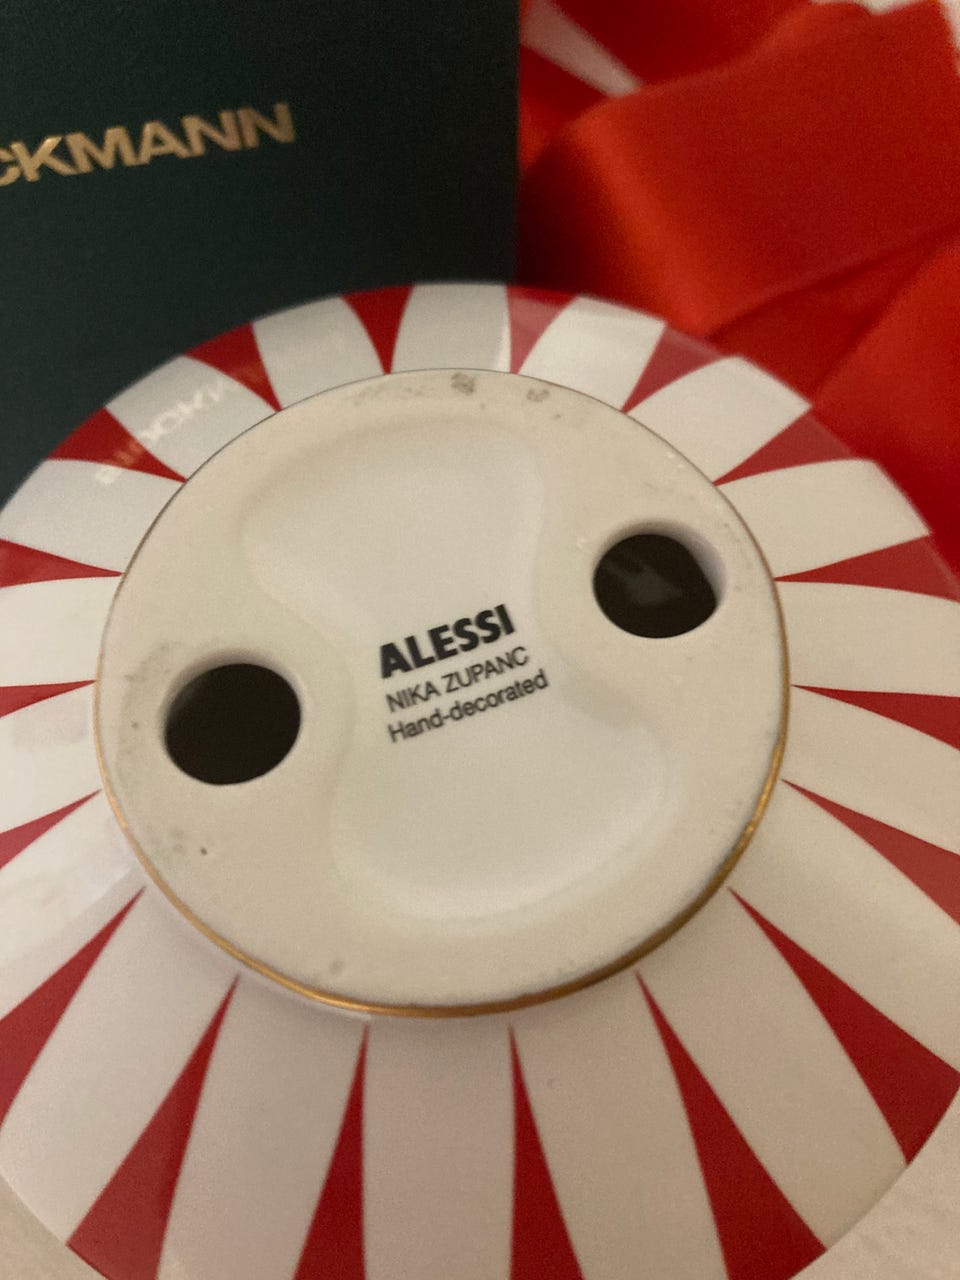 CKMANN
ALESSI
NIKA ZUPANC
Hand-decorated